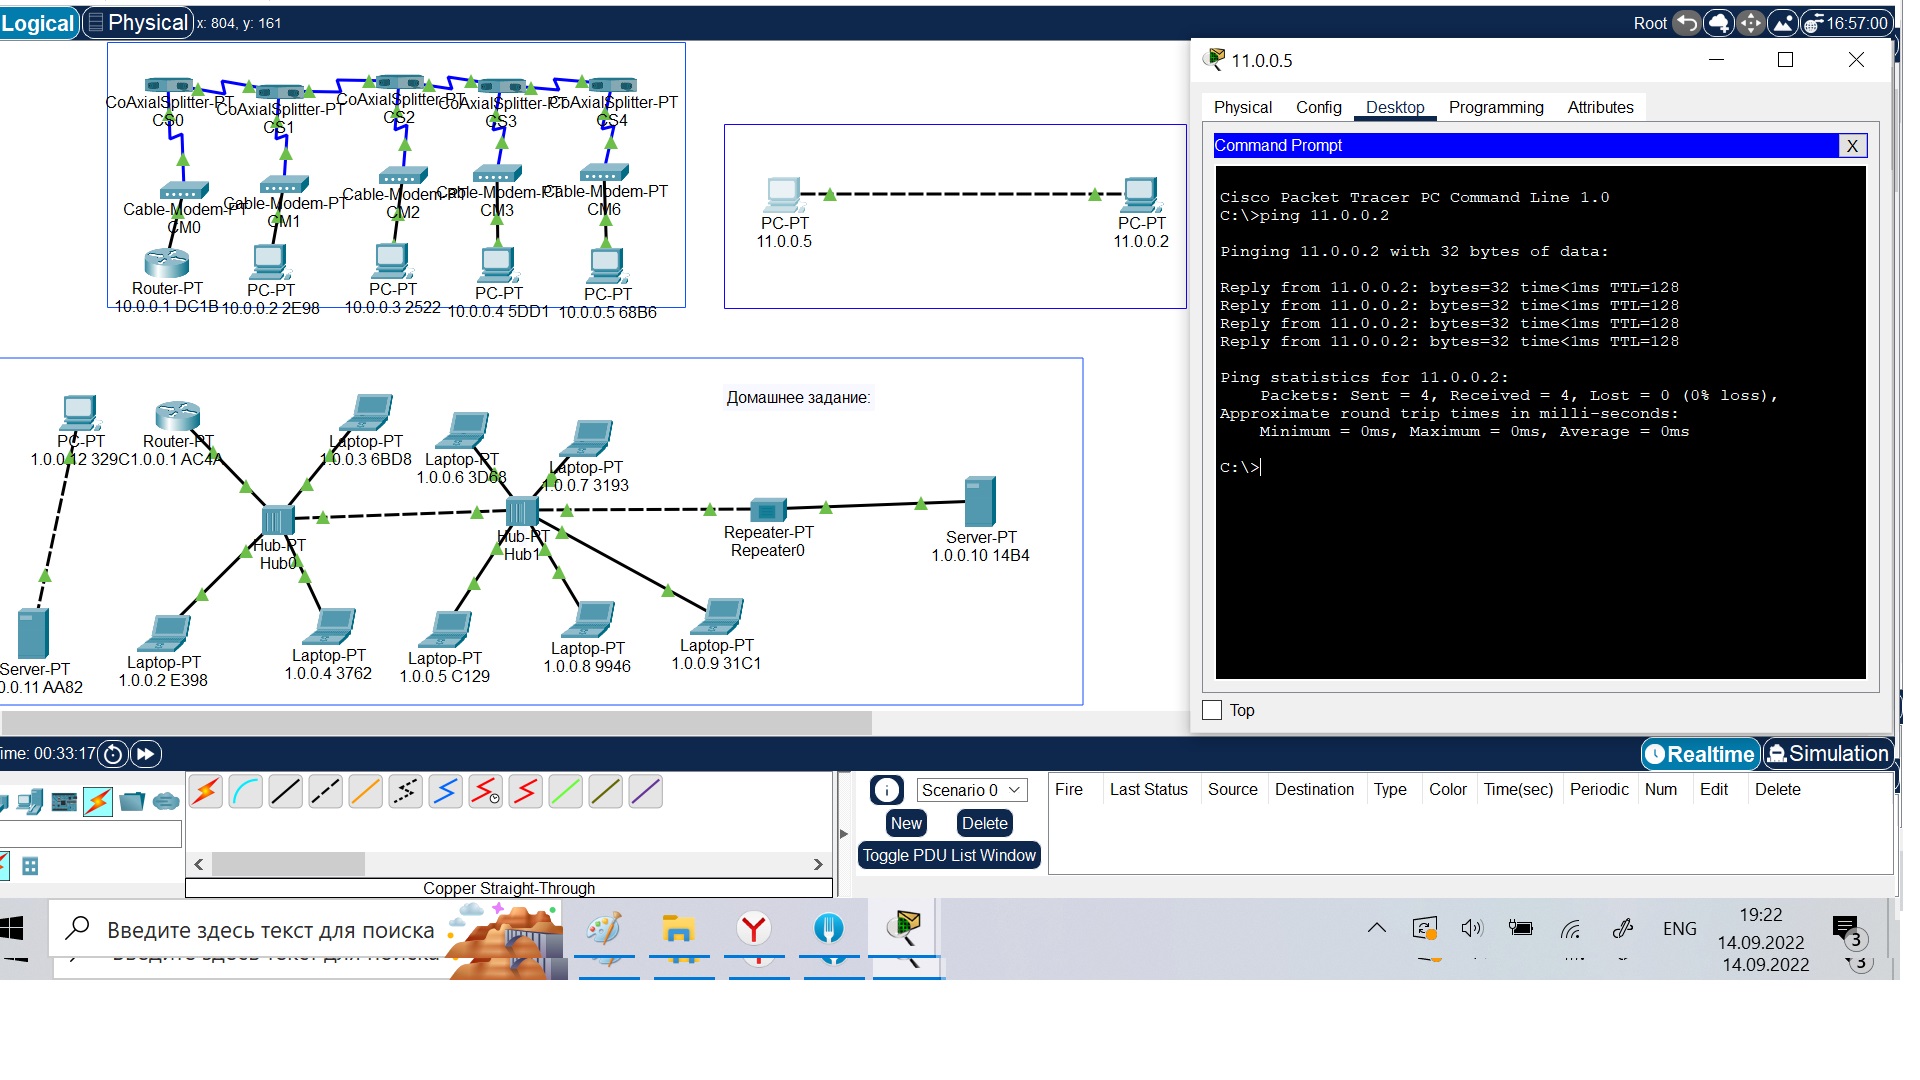 Logical
Physical
x: 804, y: 161
Root
16:57:00
CoAxialSplitter-PT
CS0
CoAxialSplitter-PT
CS1
CoAxialSplitter-PT
CS2
CoAxialSplitter-PT
CS3
CoAxialSplitter-PT
CS4
Cable-Modem-PT
CM0
Cable-Modem-PT
CM1
Cable-Modem-PT
CM2
Cable-Modem-PT
CM3
Cable-Modem-PT
CM6
Router-PT
10.0.0.1 DC1B
PC-PT
10.0.0.2 2E98
PC-PT
10.0.0.3 2522
PC-PT
10.0.0.4 5DD1
PC-PT
10.0.0.5 68B6
PC-PT
11.0.0.5
PC-PT
11.0.0.2
Домашнее задание:
PC-PT
1.0.0.12 329C
Router-PT
1.0.0.1 AC4A
Laptop-PT
1.0.0.3 6BD8
Laptop-PT
1.0.0.6 3D68
Laptop-PT
1.0.0.7 3193
Hub-PT
Hub0
Hub-PT
Hub1
Repeater-PT
Repeater0
Server-PT
1.0.0.10 14B4
Server-PT
0.0.11 AA82
Laptop-PT
1.0.0.2 E398
Laptop-PT
1.0.0.4 3762
Laptop-PT
1.0.0.5 C129
Laptop-PT
1.0.0.8 9946
Laptop-PT
1.0.0.9 31C1
11.0.0.5
Physical Config Desktop Programming Attributes
Command Prompt X
Cisco Packet Tracer PC Command Line 1.0
C:\>ping 11.0.0.2
Pinging 11.0.0.2 with 32 bytes of data:
Reply from 11.0.0.2: bytes=32 time<1ms TTL=128
Reply from 11.0.0.2: bytes=32 time<1ms TTL=128
Reply from 11.0.0.2: bytes=32 time<1ms TTL=128
Reply from 11.0.0.2: bytes=32 time<1ms TTL=128
Ping statistics for 11.0.0.2:
Packets: Sent = 4, Received = 4, Lost = 0 (0% loss),
Approximate round trip times in milli-seconds:
Minimum = 0ms, Maximum = 0ms, Average = 0ms
C:\>
Top
ime: 00:33:17
Realtime
Simulation
Scenario 0
New
Delete
Toggle PDU List Window
Fire Last Status Source Destination Type Color Time(sec) Periodic Num Edit Delete
Copper Straight-Through
Введите здесь текст для поиска
ENG
19:22
14.09.2022
3
14.09.2022
3